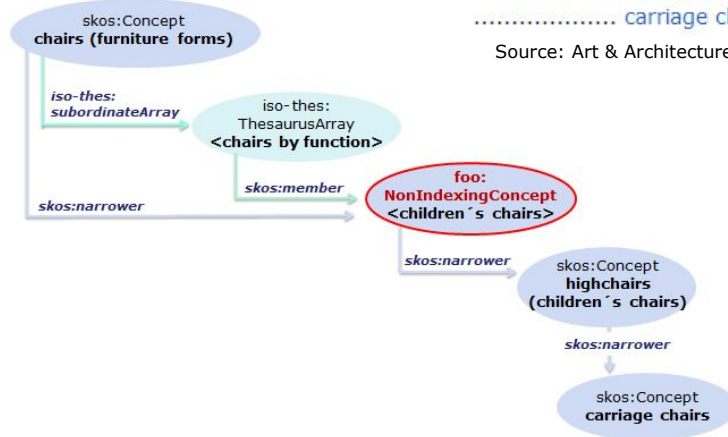 ................... carriage c
Source: Art & Architecture
skos:Concept
chairs (furniture forms)
iso-thes:
subordinateArray
iso-thes:
ThesaurusArray
<chairs by function>
skos:member
skos:narrower
foo:
NonIndexingConcept
<children´s chairs>
skos:narrower
skos:Concept
highchairs
(children´s chairs)
skos:narrower
skos:Concept
carriage chairs